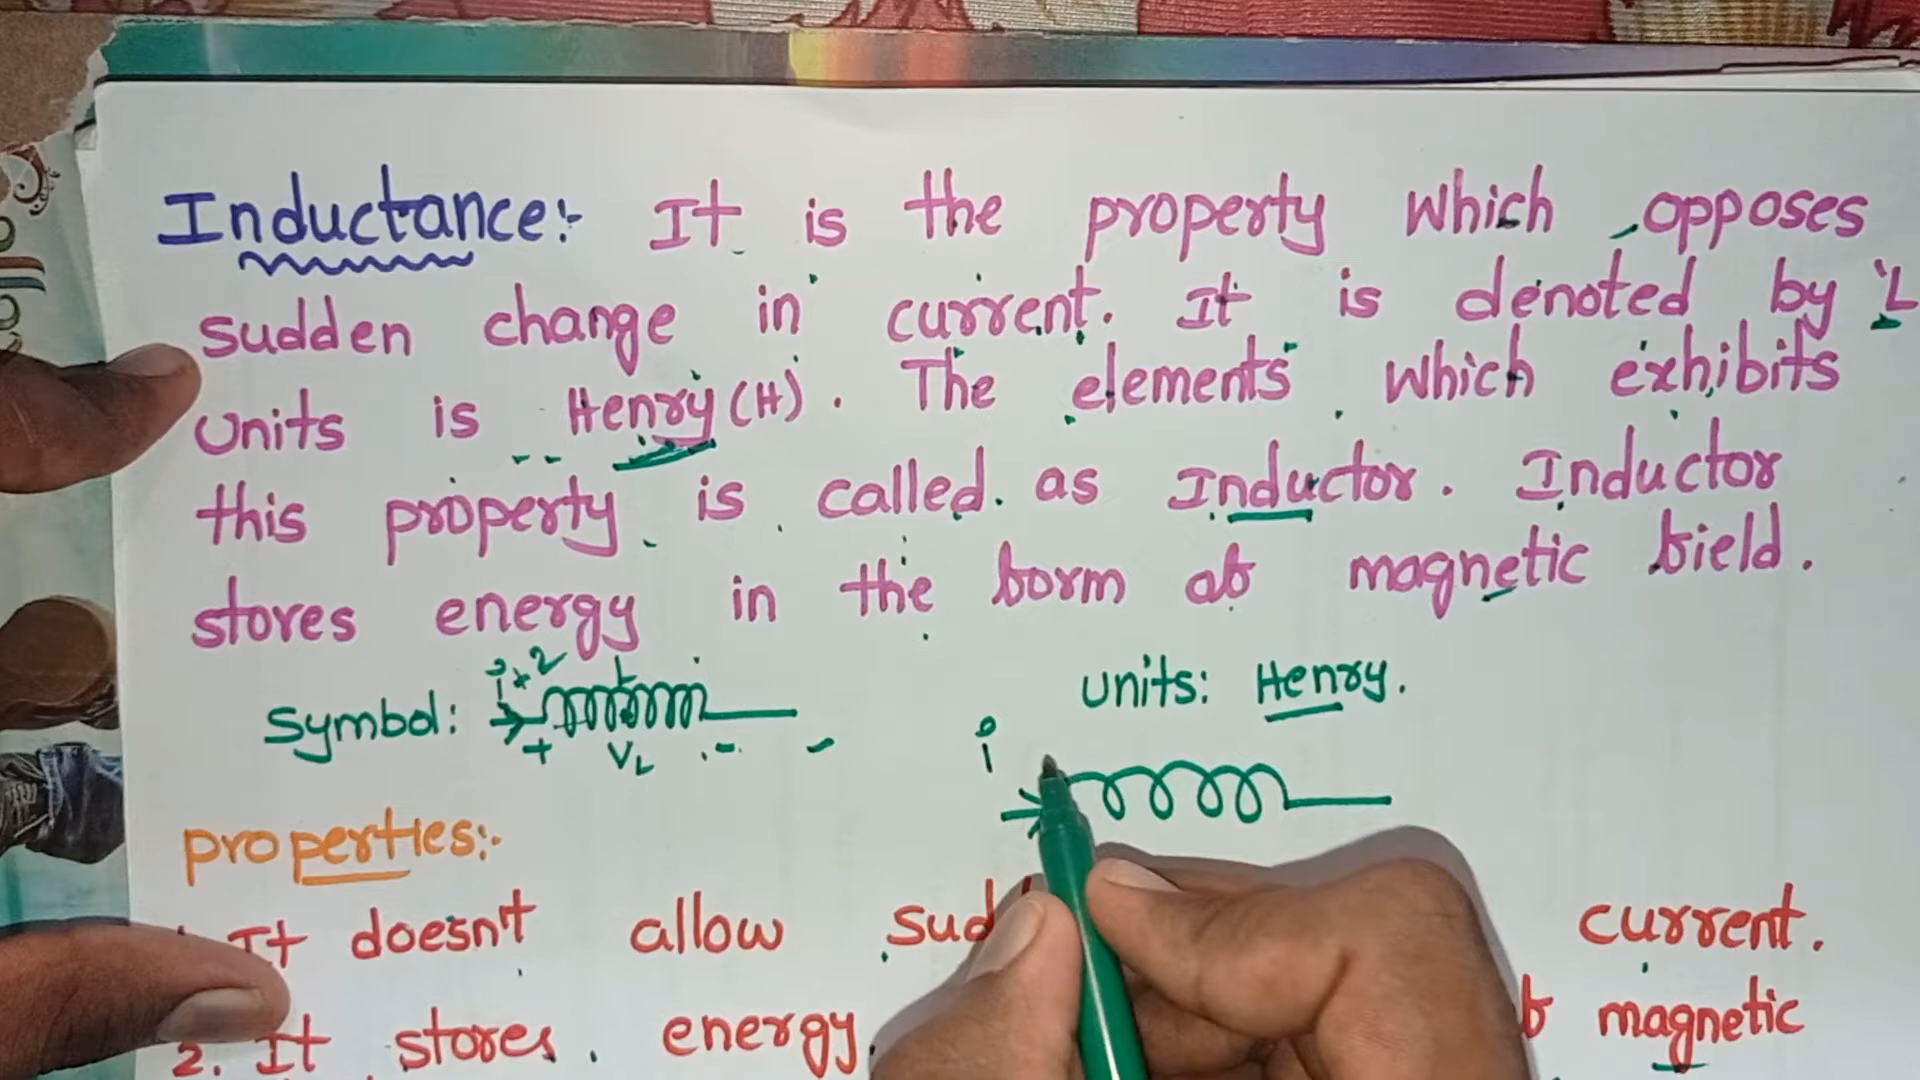 Inductance:- It is the property which opposes
sudden change in current. It is denoted by 'L
Units is Henry (H). The elements which exhibits
this property is called as Inductor. Inductor
stores energy in the form of magnetic field.
Symbol: i L + VL -
units: Henry.
i
properties:-
1. It doesn't allow current.
2. It stores energy magnetic